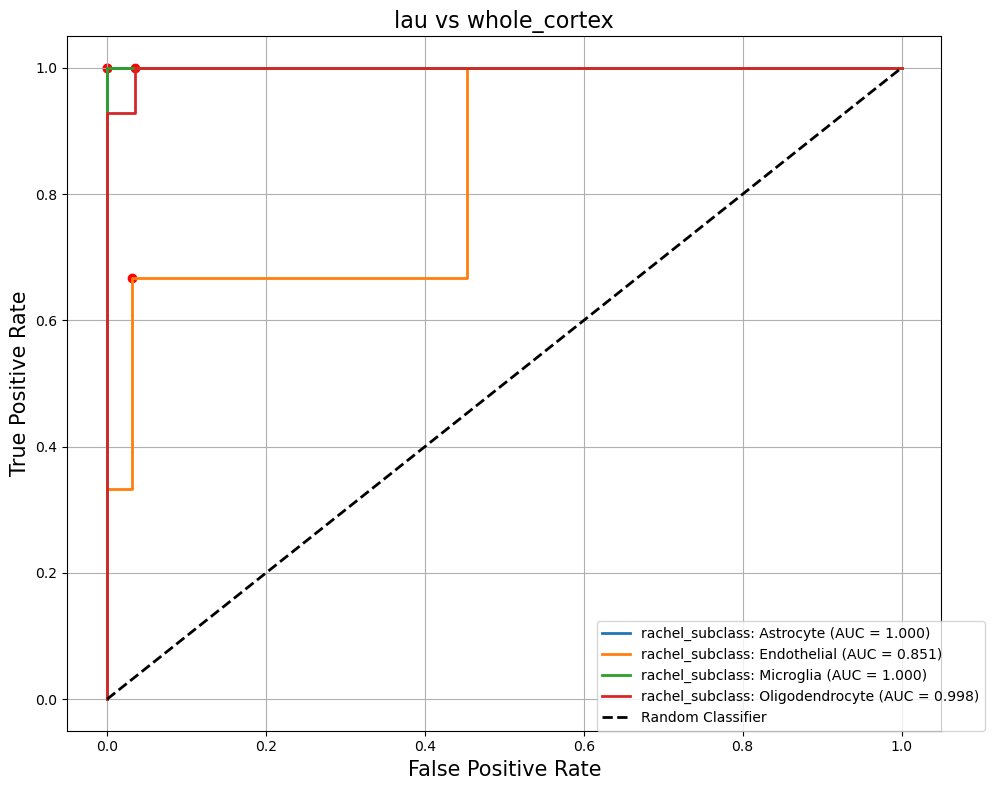 lau vs whole_cortex
True Positive Rate
1.0
0.8
0.6
0.4
0.2
0.0
0.0 0.2 0.4 0.6 0.8 1.0
False Positive Rate
rachel_subclass: Astrocyte (AUC = 1.000)
rachel_subclass: Endothelial (AUC = 0.851)
rachel_subclass: Microglia (AUC = 1.000)
rachel_subclass: Oligodendrocyte (AUC = 0.998)
Random Classifier